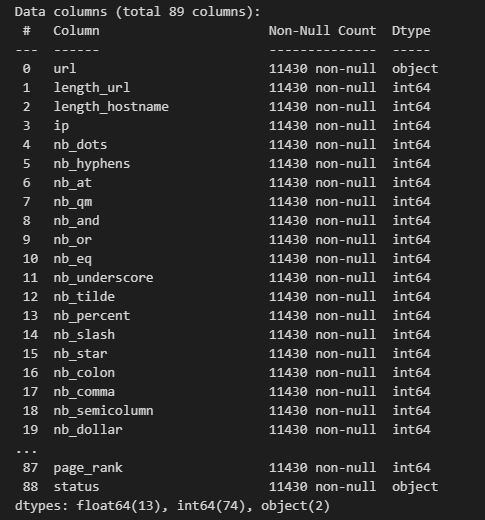 Data columns (total 89 columns):
 #   Column                     Non-Null Count  Dtype
---  ------                     --------------  -----
 0   url                        11430 non-null  object
 1   length_url                 11430 non-null  int64
 2   length_hostname            11430 non-null  int64
 3   ip                         11430 non-null  int64
 4   nb_dots                    11430 non-null  int64
 5   nb_hyphens                 11430 non-null  int64
 6   nb_at                      11430 non-null  int64
 7   nb_qm                      11430 non-null  int64
 8   nb_and                     11430 non-null  int64
 9   nb_or                      11430 non-null  int64
 10  nb_eq                      11430 non-null  int64
 11  nb_underscore              11430 non-null  int64
 12  nb_tilde                   11430 non-null  int64
 13  nb_percent                 11430 non-null  int64
 14  nb_slash                   11430 non-null  int64
 15  nb_star                    11430 non-null  int64
 16  nb_colon                   11430 non-null  int64
 17  nb_comma                   11430 non-null  int64
 18  nb_semicolumn              11430 non-null  int64
 19  nb_dollar                  11430 non-null  int64
...
 87  page_rank                  11430 non-null  int64
 88  status                     11430 non-null  object
dtypes: float64(13), int64(74), object(2)